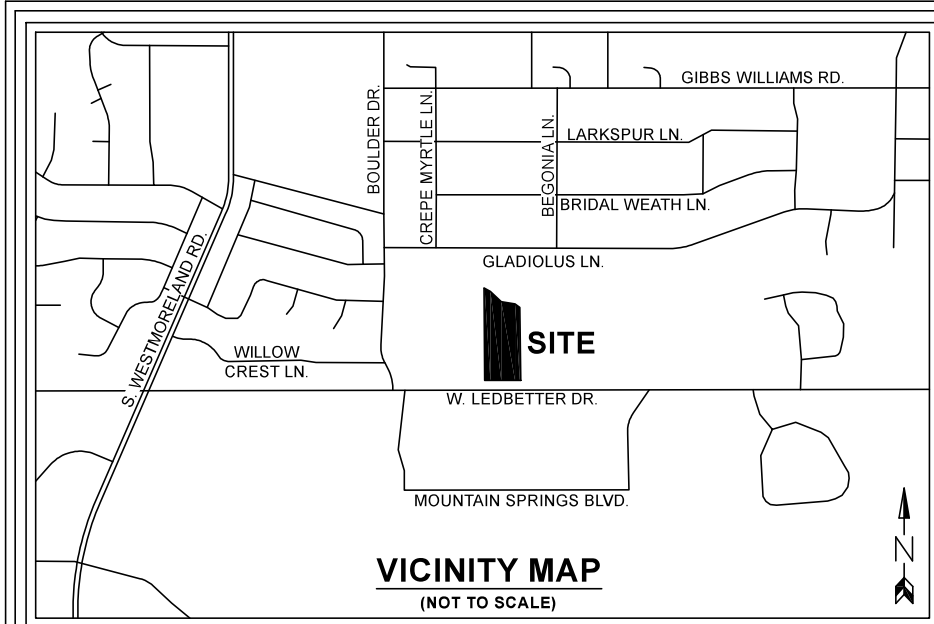 GIBBS WILLIAMS RD.
BOULDER DR.
CREPE MYRTLE LN.
BEGONIA LN.
LARKSPUR LN.
BRIDAL WEATH LN.
GLADIOLUS LN.
S. WESTMORELAND RD.
SITE
WILLOW
CREST LN.
W. LEDBETTER DR.
MOUNTAIN SPRINGS BLVD.
VICINITY MAP
(NOT TO SCALE)
N